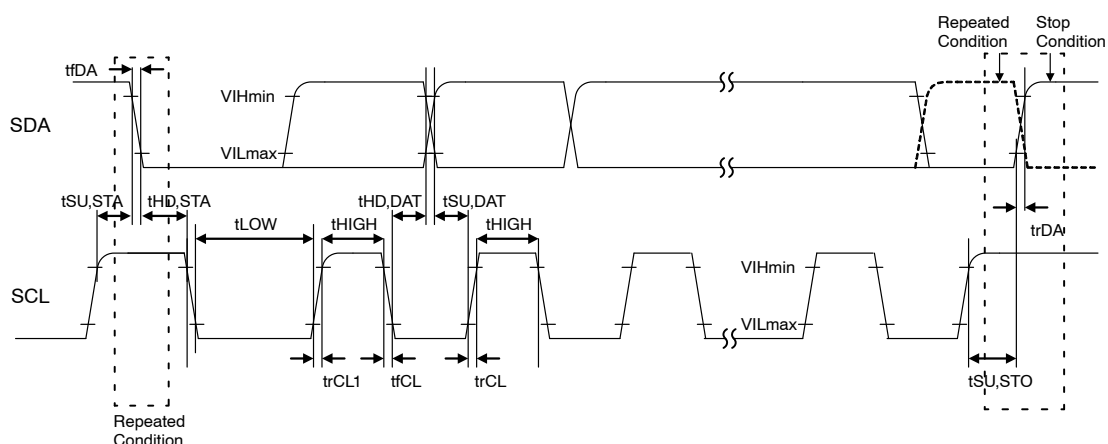 Repeated
Condition
Stop
Condition
tfDA
SDA
VIHmin
VILmax
tSU,STA
tHD,STA
tLOW
tHIGH
tHD,DAT
tSU,DAT
tHIGH
trDA
SCL
VIHmin
VILmax
trCL1
tfCL
trCL
tSU,STO
Repeated
Condition